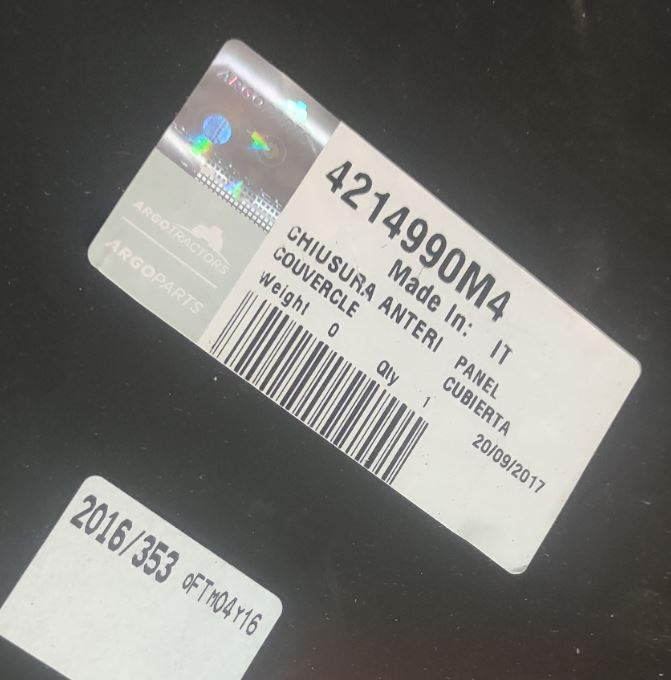 ARGO
ARGOTRACTORS
ARGOPARTS
4214990M4
Made In: IT
CHIUSURA ANTERI PANEL
COUVERCLE CUBIERTA
Weight 0 Qty 1 20/09/2017
2016/353 OFTM04Y16